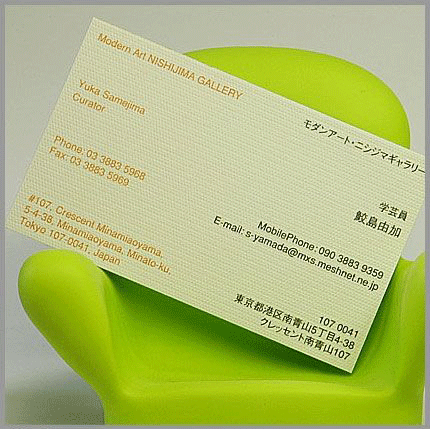 Modern Art NISHIJIMA GALLERY
Yuka Samejima
Curator
Phone: 03 3883 5968
Fax: 03 3883 5969
#107, Crescent Minamiaoyama,
5-4-38, Minamiaoyama, Minato-ku,
Tokyo 107-0041, Japan
モダンアート・ニシジマギャラリー
学芸員
鮫島由加
MobilePhone: 090 3883 9359
E-mail: s-yamada@mxs.meshnet.ne.jp
107 0041
東京都港区南青山5丁目4-38
クレッセント南青山107